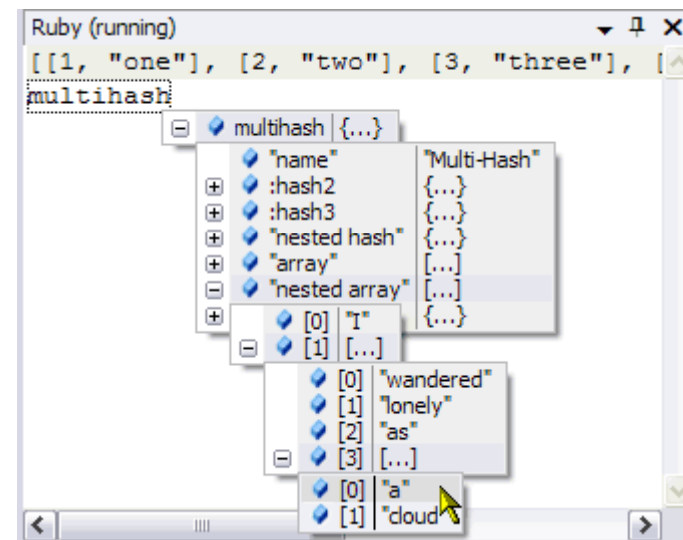 Ruby (running)
[[1, "one"], [2, "two"], [3, "three"], [
multihash
multihash {...}
"name" "Multi-Hash"
:hash2 {...}
:hash3 {...}
"nested hash" {...}
"array" [...]
"nested array" [...]
{...}
[0] "I"
[1] [...]
[0] "wandered"
[1] "lonely"
[2] "as"
[3] [...]
[0] "a"
[1] "cloud